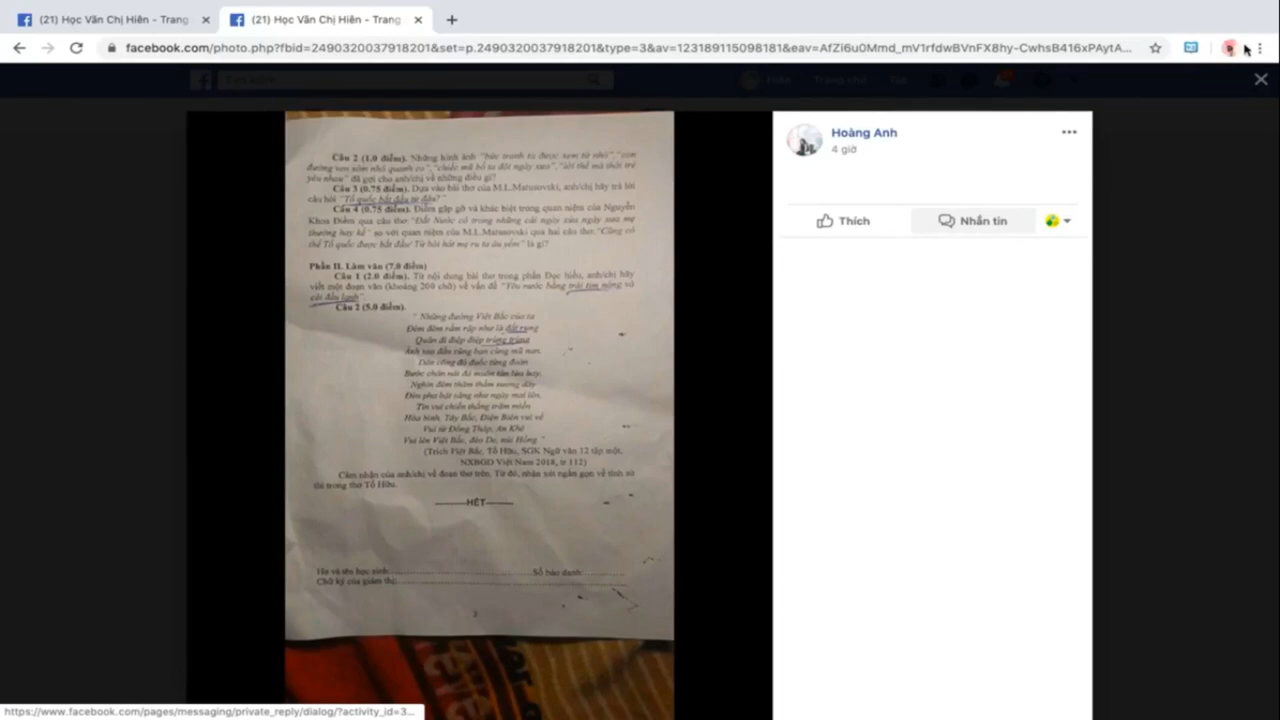 (21) Học Văn Chị Hiên - Trang
(21) Học Văn Chị Hiên - Trang
facebook.com/photo.php?fbid=2490320037918201&set=p.2490320037918201&type=3&av=123189115098181&eav=AfZi6u0Mmd_mV1rfdwBVnFX8hy-CwhsB416xPAytA...
Tìm kiếm
Hiên
Trang chủ
Tạo
Hoàng Anh
4 giờ
Thích
Nhắn tin
Câu 2 (1.0 điểm). Những hình ảnh "bức tranh ta được xem từ nhỏ", "con
đường ven xóm nhỏ quanh co", "chiếc mũ bố ta đội ngày xưa", "lời thề mà thời trẻ
yêu nhau" đã gợi cho anh/chị về những điều gì?
Câu 3 (0.75 điểm). Dựa vào bài thơ của M.L.Matusovski, anh/chị hãy trả lời
câu hỏi "Tổ quốc bắt đầu từ đâu?"
Câu 4 (0.75 điểm). Điểm gặp gỡ và khác biệt trong quan niệm của Nguyễn
Khoa Điềm qua câu thơ: "Đất Nước có trong những cái ngày xửa ngày xưa mẹ
thường hay kể" so với quan niệm của M.L.Matusovski qua hai câu thơ: "Cũng có
thể Tổ quốc được bắt đầu/ Từ bài hát mẹ ru ta âu yếm" là gì?
Phần II. Làm văn (7.0 điểm)
Câu 1 (2.0 điểm). Từ nội dung bài thơ trong phần Đọc hiểu, anh/chị hãy
viết một đoạn văn (khoảng 200 chữ) về vấn đề "Yêu nước bằng trái tim nóng và
cái đầu lạnh".
Câu 2 (5.0 điểm).
" Những đường Việt Bắc của ta
Đêm đêm rầm rập như là đất rung
Quân đi điệp điệp trùng trùng
Ánh sao đầu súng bạn cùng mũ nan.
Dân công đỏ đuốc từng đoàn
Bước chân nát đá muôn tàn lửa bay.
Nghìn đêm thăm thẳm sương dày
Đèn pha bật sáng như ngày mai lên.
Tin vui chiến thắng trăm miền
Hòa bình, Tây Bắc, Điện Biên vui về
Vui từ Đồng Tháp, An Khê
Vui lên Việt Bắc, đèo De, núi Hồng "
(Trích Việt Bắc, Tố Hữu, SGK Ngữ văn 12 tập một,
NXBGD Việt Nam 2018, tr 112)
Cảm nhận của anh/chị về đoạn thơ trên. Từ đó, nhận xét ngắn gọn về tính sử
thi trong thơ Tố Hữu.
HẾT
Họ và tên học sinh: Số báo danh:
Chữ ký của giám thị:
2
https://www.facebook.com/pages/messaging/private_reply/dialog/?activity_id=3...